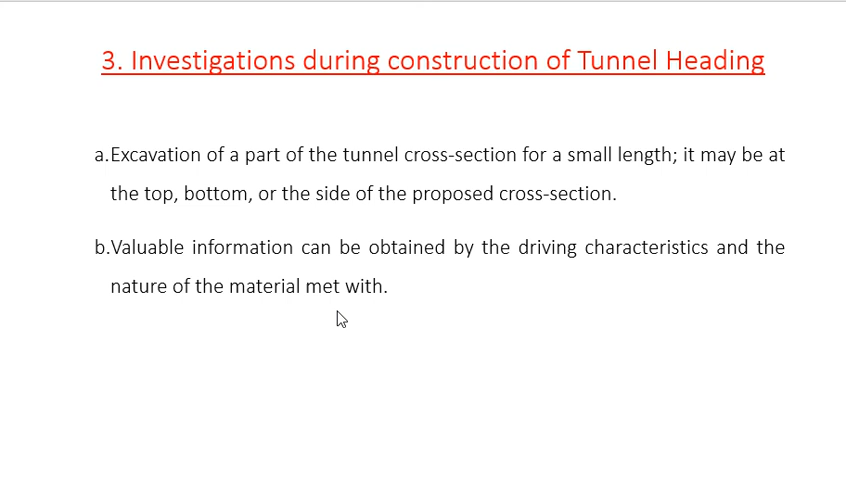 3. Investigations during construction of Tunnel Heading
a.Excavation of a part of the tunnel cross-section for a small length; it may be at
the top, bottom, or the side of the proposed cross-section.
b.Valuable information can be obtained by the driving characteristics and the
nature of the material met with.